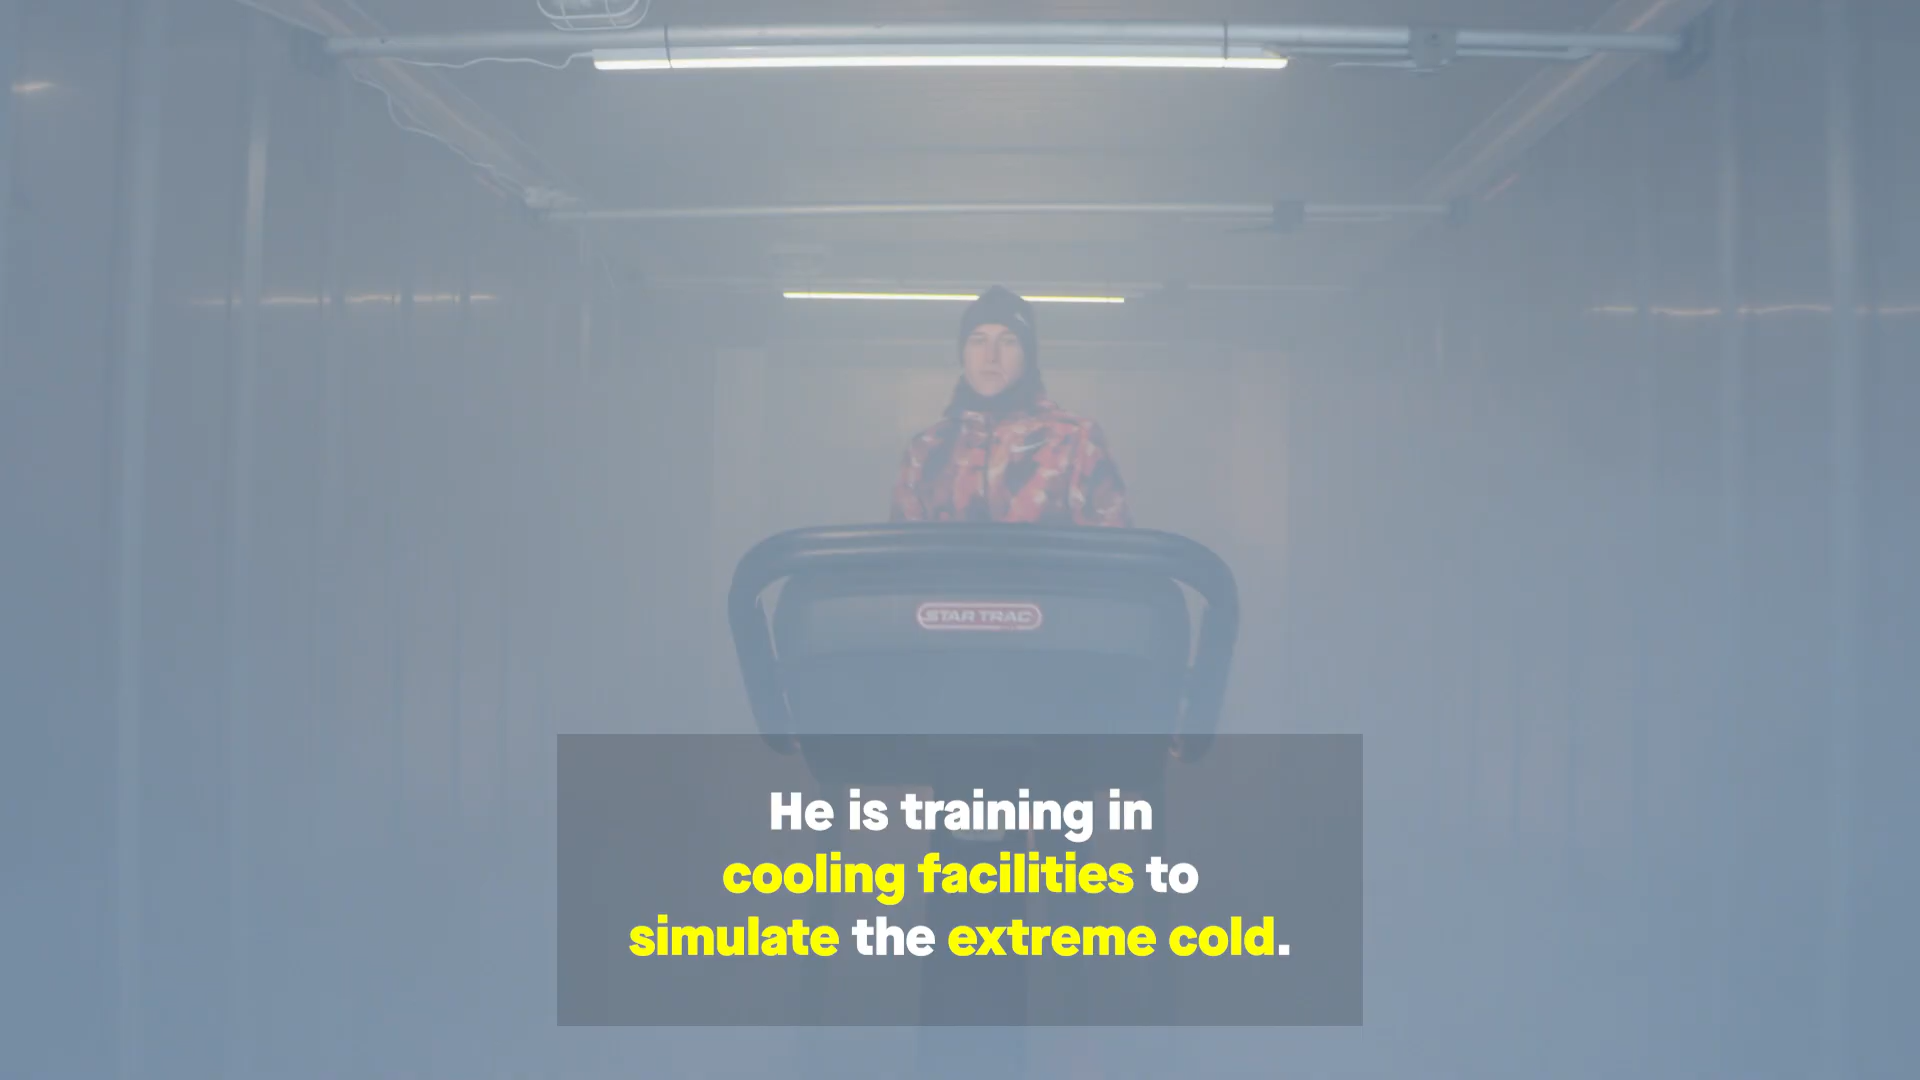 STAR TRAC
He is training in
cooling facilities to
simulate the extreme cold.